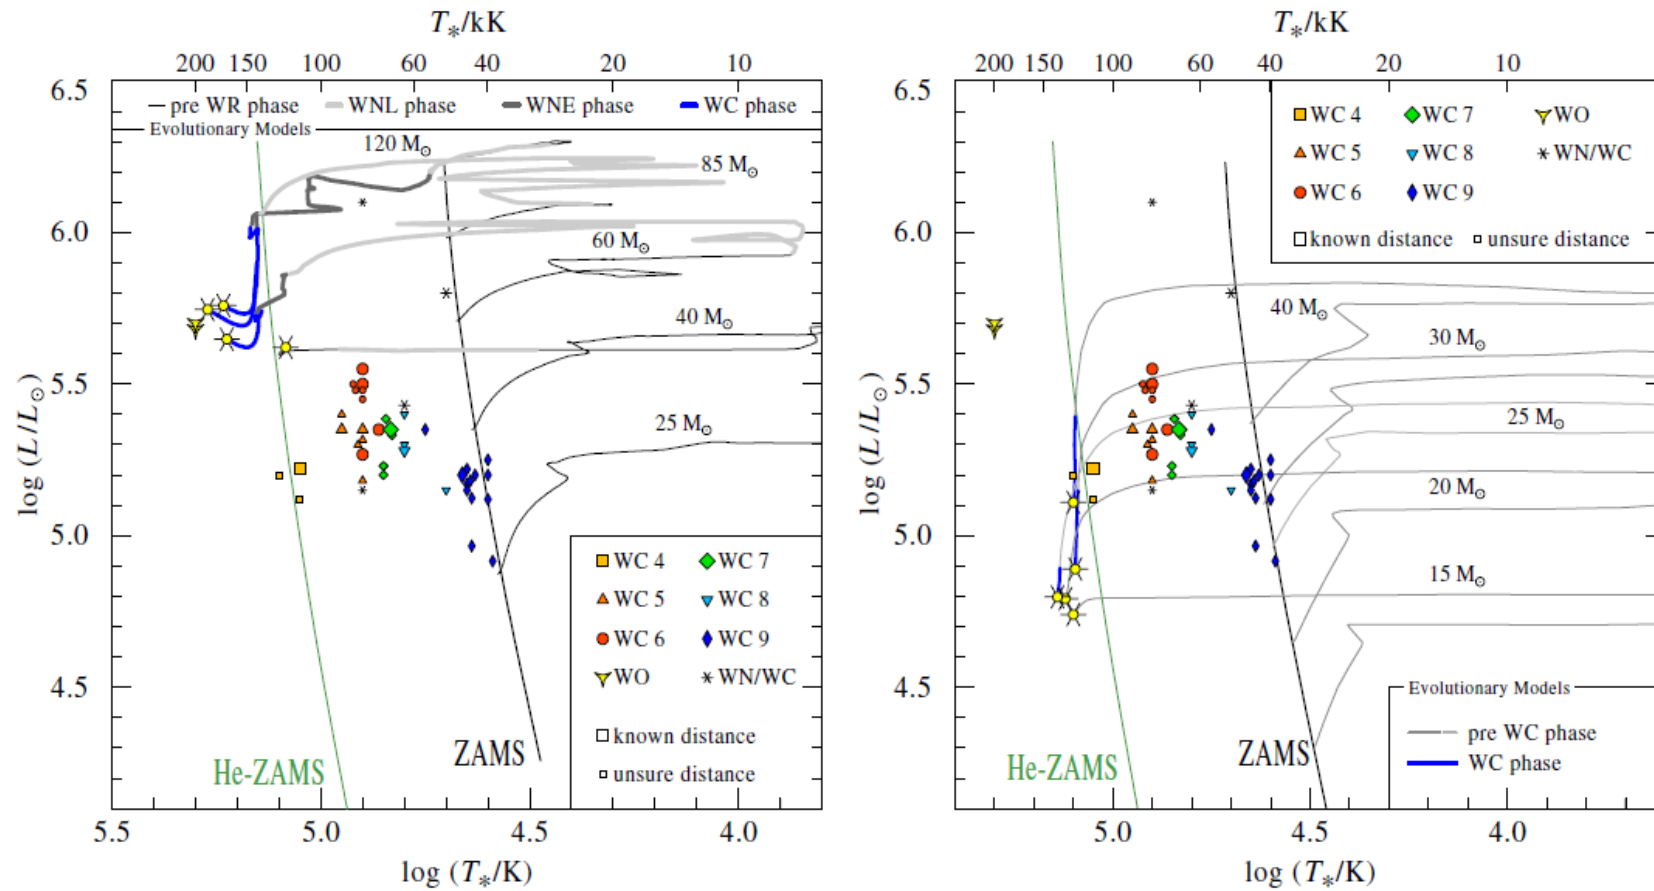 T*/kK
200 150 100 60 40 20 10
6.5
pre WR phase WNL phase WNE phase WC phase
Evolutionary Models
120 M⊙
85 M⊙
6.0
60 M⊙
40 M⊙
5.5
25 M⊙
log (L/L⊙)
5.0
WC 4 WC 7
WC 5 WC 8
WC 6 WC 9
WO WN/WC
4.5
known distance
unsure distance
He-ZAMS
ZAMS
5.5 5.0 4.5 4.0
log (T*/K)
T*/kK
200 150 100 60 40 20 10
6.5
WC 4 WC 7 WO
WC 5 WC 8 WN/WC
WC 6 WC 9
known distance unsure distance
6.0
40 M⊙
30 M⊙
5.5
25 M⊙
log (L/L⊙)
20 M⊙
5.0
15 M⊙
4.5
Evolutionary Models
pre WC phase
WC phase
He-ZAMS
ZAMS
5.0 4.5 4.0
log (T*/K)